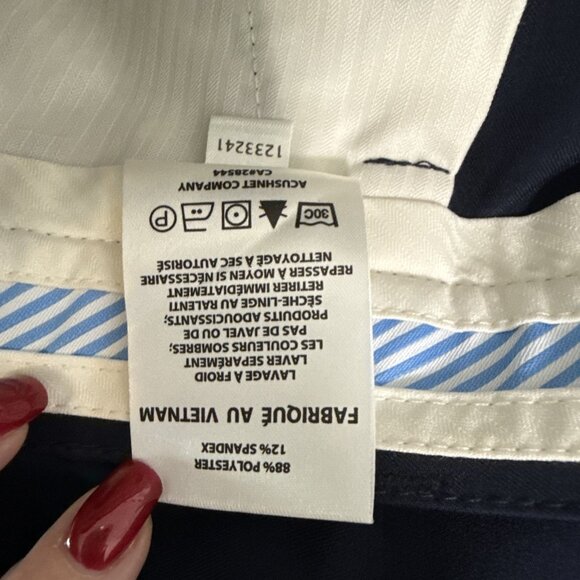 88% POLYESTER
12% SPANDEX
FABRIQUÉ AU VIETNAM
LAVAGE À FROID
LAVER SEPARÉMENT
LES COULEURS SOMBRES;
PAS DE JAVEL OU DE
PRODUITS ADOUCISSANTS;
SÈCHE-LINGE AU RALENTI
RETIRER IMMÉDIATEMENT
REPASSER À MOYEN SI NÉCESSAIRE
NETTOYAGE À SEC AUTORISÉ
30C P
ACUSHNET COMPANY
CA#28544
1233241